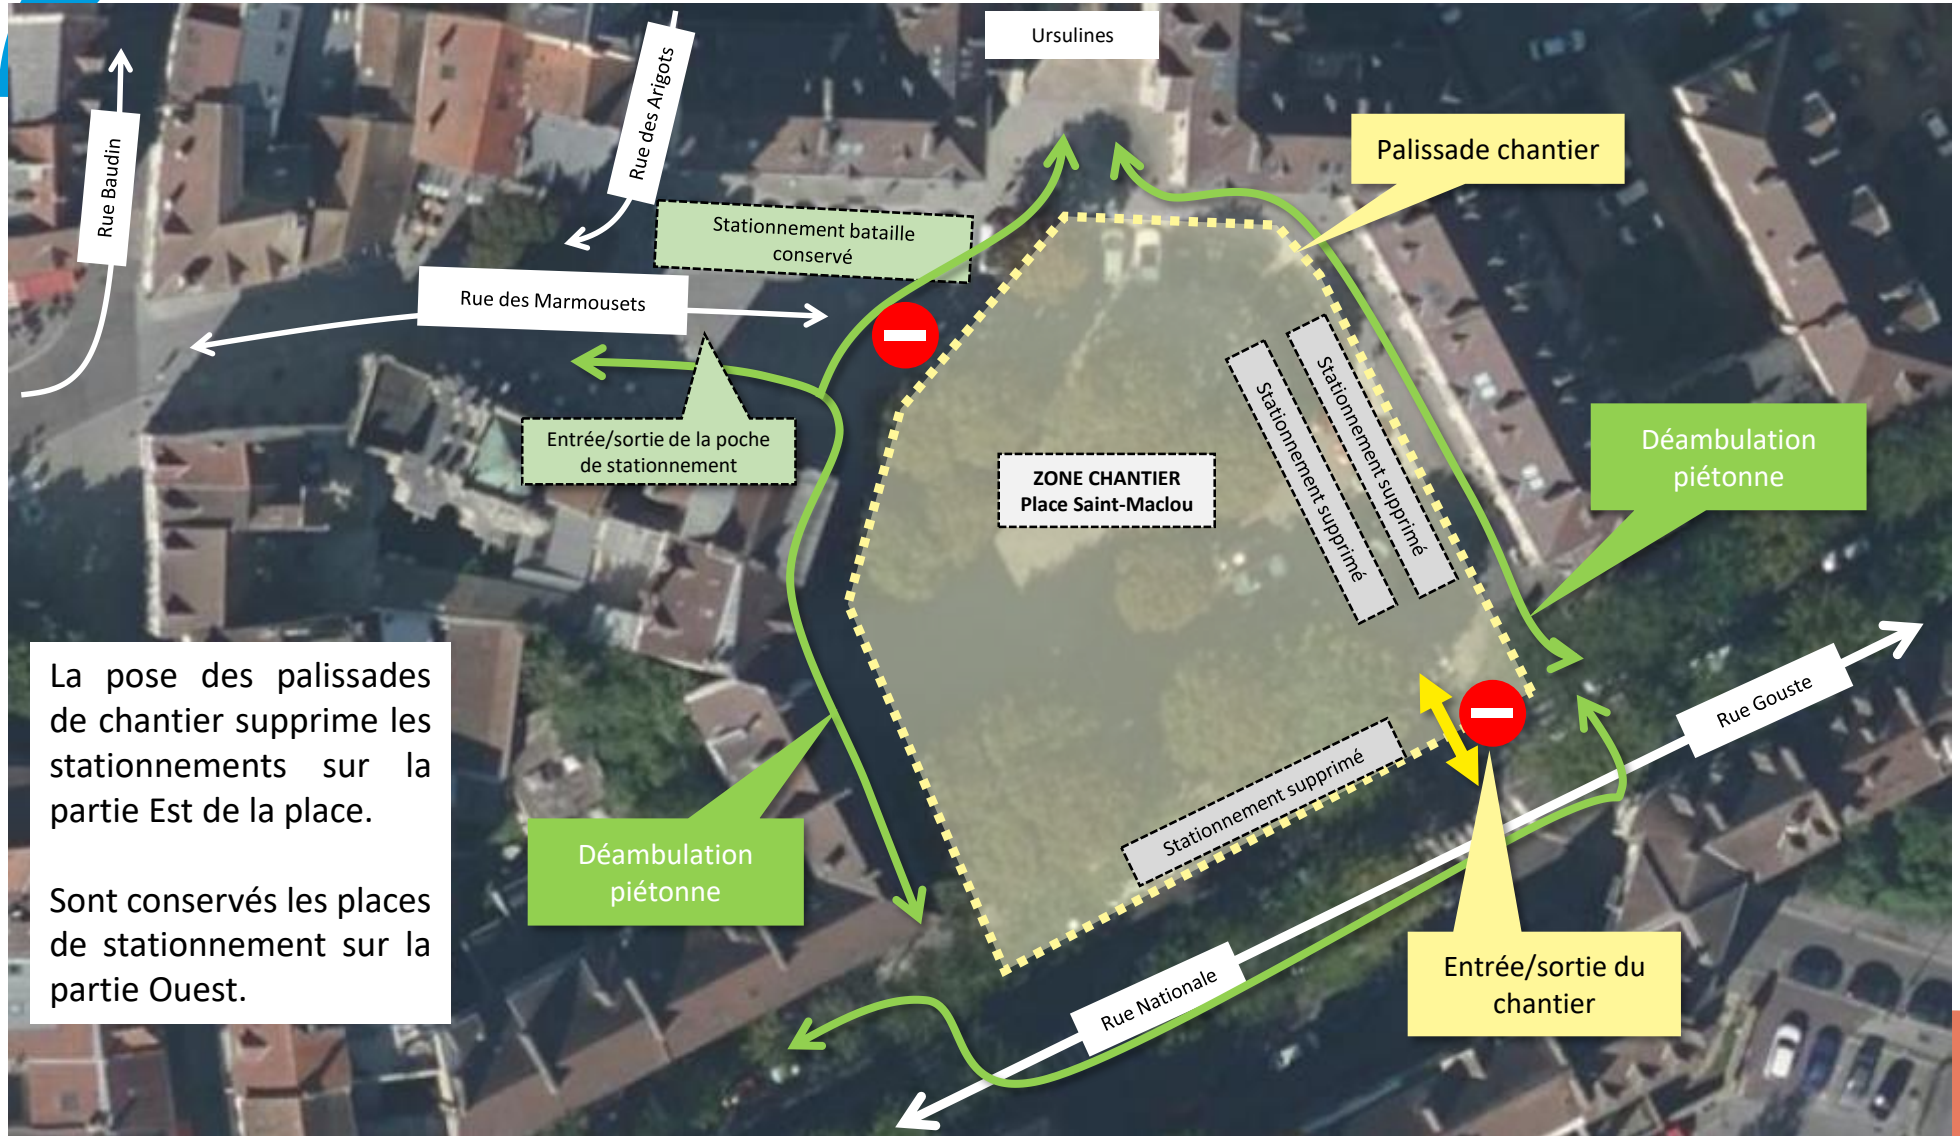 Ursulines
Rue Baudin
Rue des Arigots
Palissade chantier
Stationnement bataille
conservé
Rue des Marmousets
Entrée/sortie de la poche
de stationnement
ZONE CHANTIER
Place Saint-Maclou
Stationnement supprimé
Stationnement supprimé
Déambulation
piétonne
La pose des palissades
de chantier supprime les
stationnements sur la
partie Est de la place.
Sont conservés les places
de stationnement sur la
partie Ouest.
Rue Gouste
Stationnement supprimé
Déambulation
piétonne
Rue Nationale
Entrée/sortie du
chantier